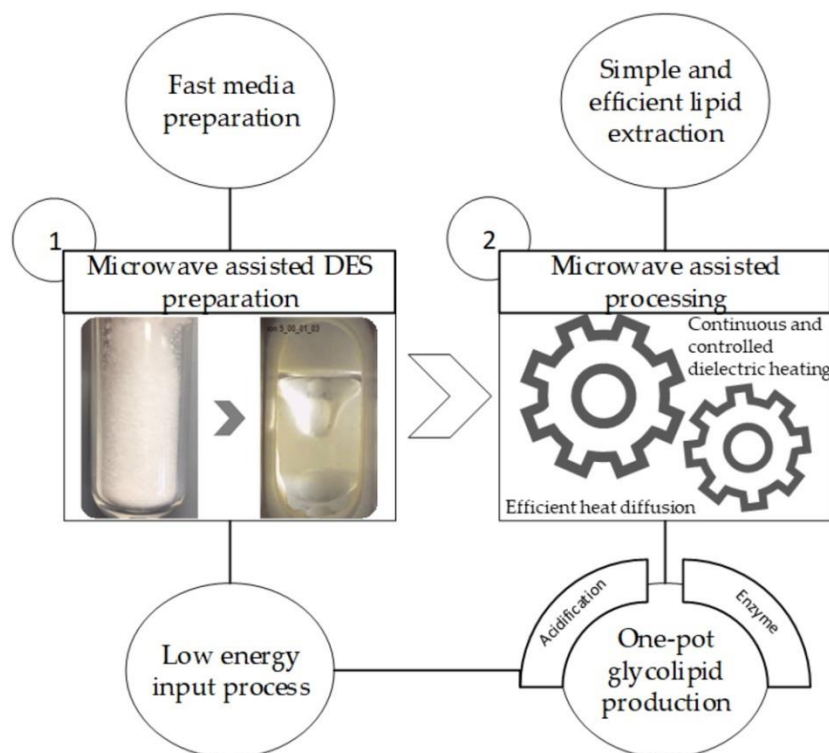 Fast media
preparation
Simple and
efficient lipid
extraction
1
Microwave assisted DES
preparation
2
Microwave assisted
processing
Continuous and
controlled
dielectric heating
Efficient heat diffusion
Low energy
input process
Acidification
Enzyme
One-pot
glycolipid
production